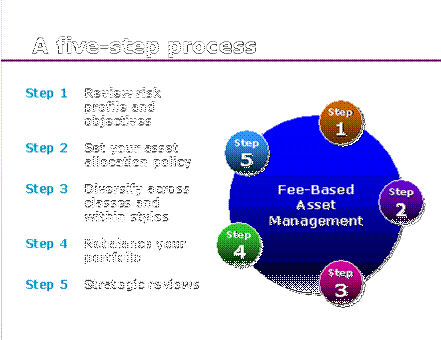 A five-step process
Step 1 Review risk
profile and
objectives
Step 2 Set your asset
allocation policy
Step 3 Diversify across
classes and
within styles
Step 4 Rebalance your
portfolio
Step 5 Strategic reviews
Step
1
Step
2
Step
3
Step
4
Step
5
Fee-Based
Asset
Management